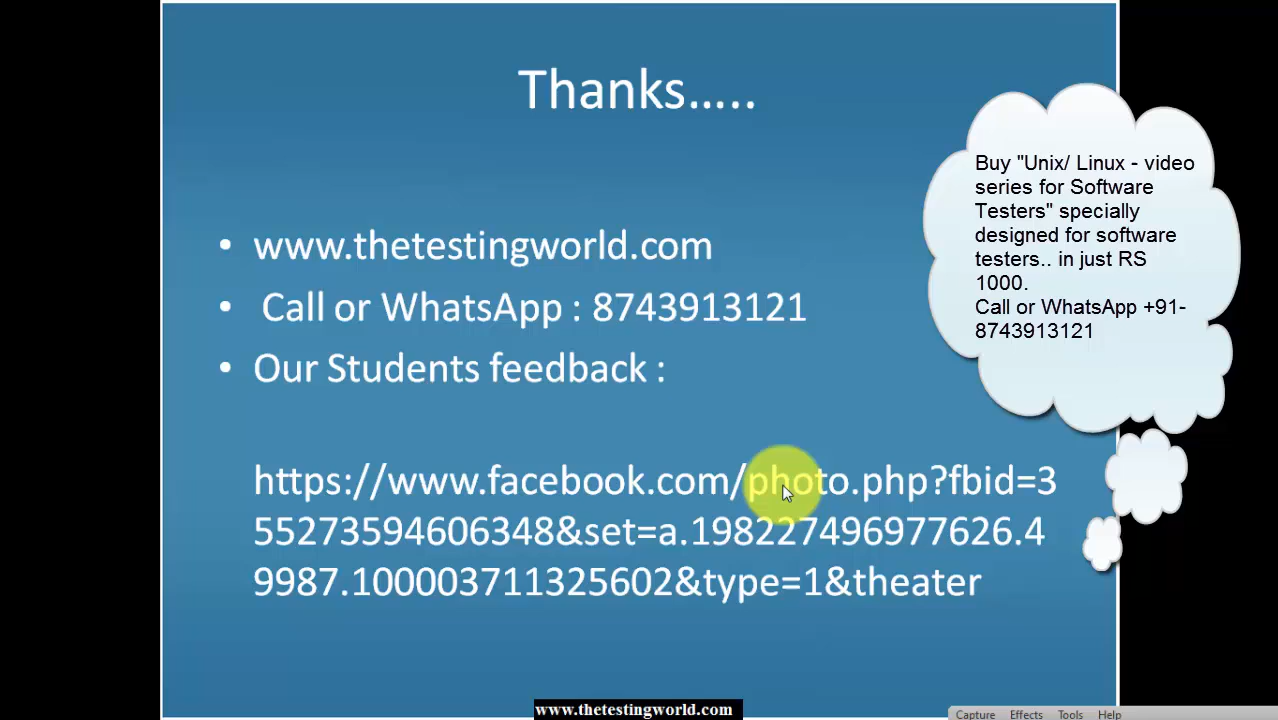 Thanks…..
• www.thetestingworld.com
• Call or WhatsApp : 8743913121
• Our Students feedback :
https://www.facebook.com/photo.php?fbid=3
55273594606348&set=a.198227496977626.4
9987.100003711325602&type=1&theater
Buy "Unix/ Linux - video
series for Software
Testers" specially
designed for software
testers.. in just RS
1000.
Call or WhatsApp +91-
8743913121
www.thetestingworld.com
Capture Effects Tools Help